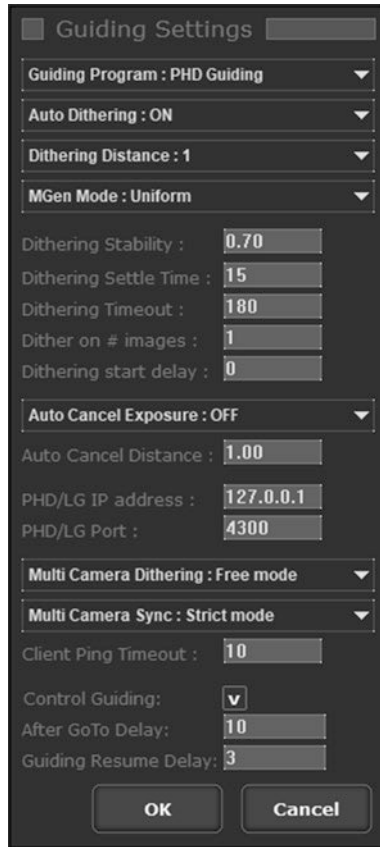 Guiding Settings
Guiding Program : PHD Guiding
Auto Dithering : ON
Dithering Distance : 1
MGen Mode : Uniform
Dithering Stability : 0.70
Dithering Settle Time : 15
Dithering Timeout : 180
Dither on # images : 1
Dithering start delay : 0
Auto Cancel Exposure : OFF
Auto Cancel Distance : 1.00
PHD/LG IP address : 127.0.0.1
PHD/LG Port : 4300
Multi Camera Dithering : Free mode
Multi Camera Sync : Strict mode
Client Ping Timeout : 10
Control Guiding: v
After GoTo Delay: 10
Guiding Resume Delay: 3
OK Cancel